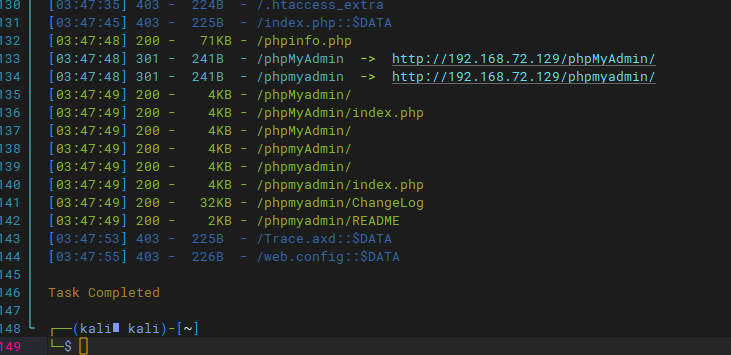 130 [03:47:35] 403 - 224B - /.htaccess_extra
131 [03:47:45] 403 - 225B - /index.php::$DATA
132 [03:47:48] 200 - 71KB - /phpinfo.php
133 [03:47:48] 301 - 241B - /phpMyAdmin -> http://192.168.72.129/phpMyAdmin/
134 [03:47:48] 301 - 241B - /phpmyadmin -> http://192.168.72.129/phpmyadmin/
135 [03:47:49] 200 - 4KB - /phpMyadmin/
136 [03:47:49] 200 - 4KB - /phpMyAdmin/index.php
137 [03:47:49] 200 - 4KB - /phpMyAdmin/
138 [03:47:49] 200 - 4KB - /phpmyAdmin/
139 [03:47:49] 200 - 4KB - /phpmyadmin/
140 [03:47:49] 200 - 4KB - /phpmyadmin/index.php
141 [03:47:49] 200 - 32KB - /phpmyadmin/ChangeLog
142 [03:47:49] 200 - 2KB - /phpmyadmin/README
143 [03:47:53] 403 - 225B - /Trace.axd::$DATA
144 [03:47:55] 403 - 226B - /web.config::$DATA
145
146 Task Completed
147
148 ┌──(kali kali)-[~]
149 └─$